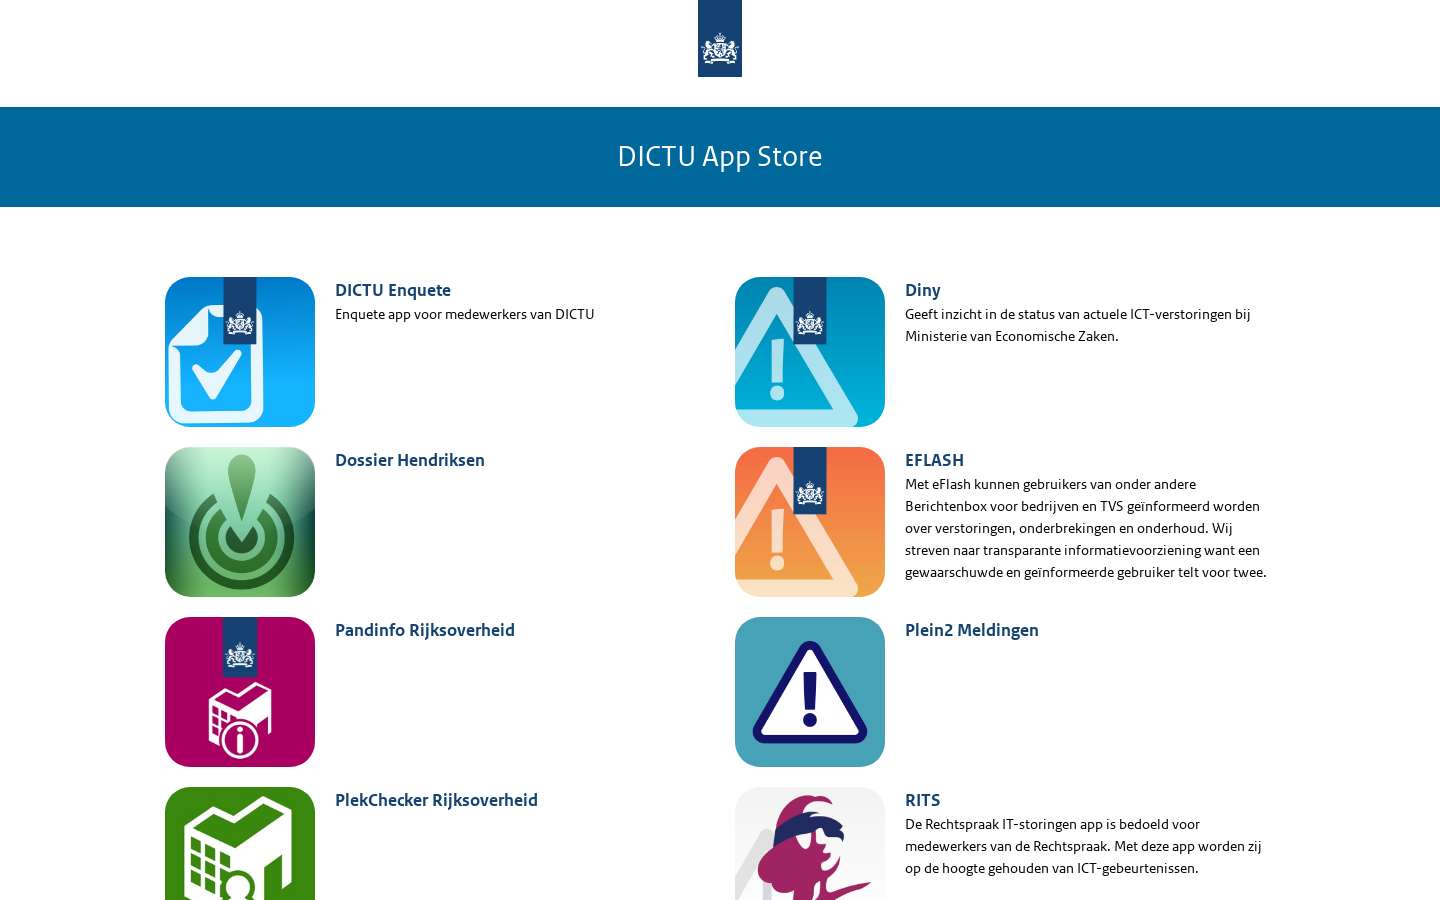 DICTU App Store
DICTU Enquete
Enquete app voor medewerkers van DICTU
Diny
Geeft inzicht in de status van actuele ICT-verstoringen bij
Ministerie van Economische Zaken.
Dossier Hendriksen
EFLASH
Met eFlash kunnen gebruikers van onder andere
Berichtenbox voor bedrijven en TVS geïnformeerd worden
over verstoringen, onderbrekingen en onderhoud. Wij
streven naar transparante informatievoorziening want een
gewaarschuwde en geïnformeerde gebruiker telt voor twee.
Pandinfo Rijksoverheid
Plein2 Meldingen
PlekChecker Rijksoverheid
RITS
De Rechtspraak IT-storingen app is bedoeld voor
medewerkers van de Rechtspraak. Met deze app worden zij
op de hoogte gehouden van ICT-gebeurtenissen.